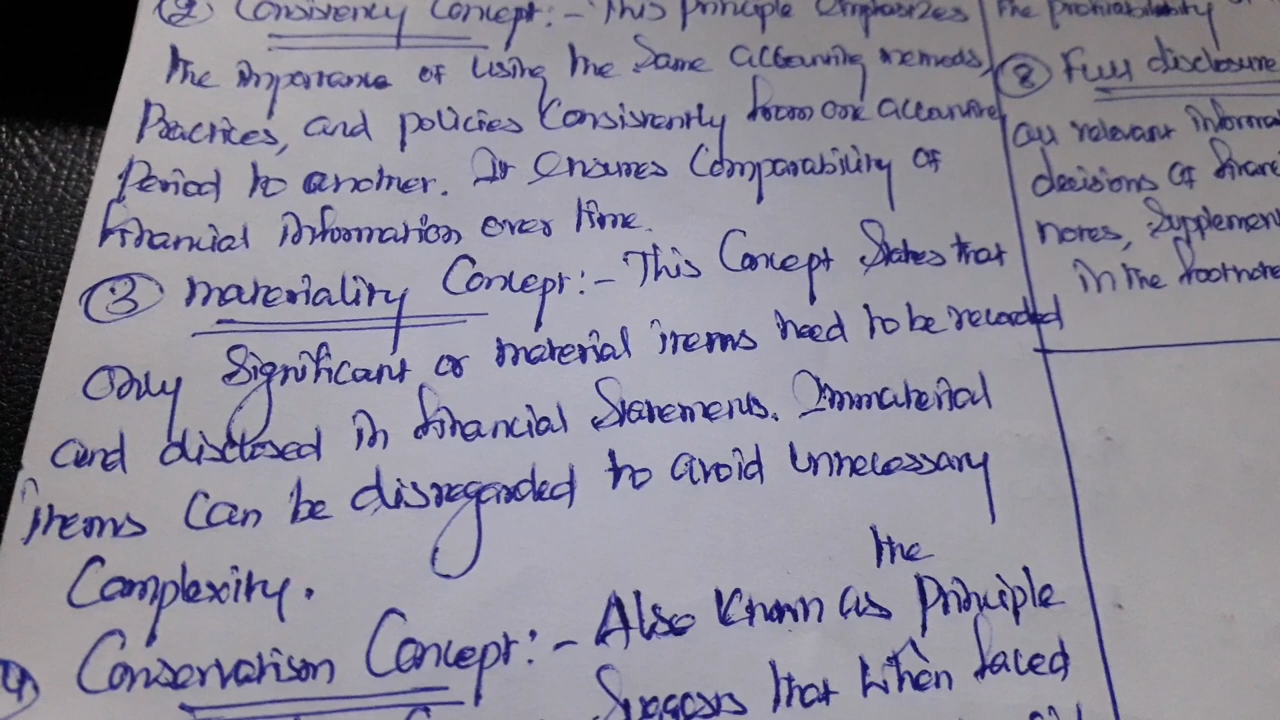 ② Consistency Concept:- This principle emphasizes
the importance of using the same accounting methods,
Practices, and policies Consistently from one accounting
Period to another. It ensures Comparability of
financial information over time.
③ materiality Concept:- This Concept States that
only Significant or material items need to be recorded
and disclosed in financial Statements. Immaterial
items can be disregarded to avoid unnecessary
Complexity.
4) Conservatism Concept:- Also known as the Principle
Suggests that when faced
the profitability
⑧ Full disclosure
all relevant informa
decisions of finan
notes, Supplemen
in the footnote